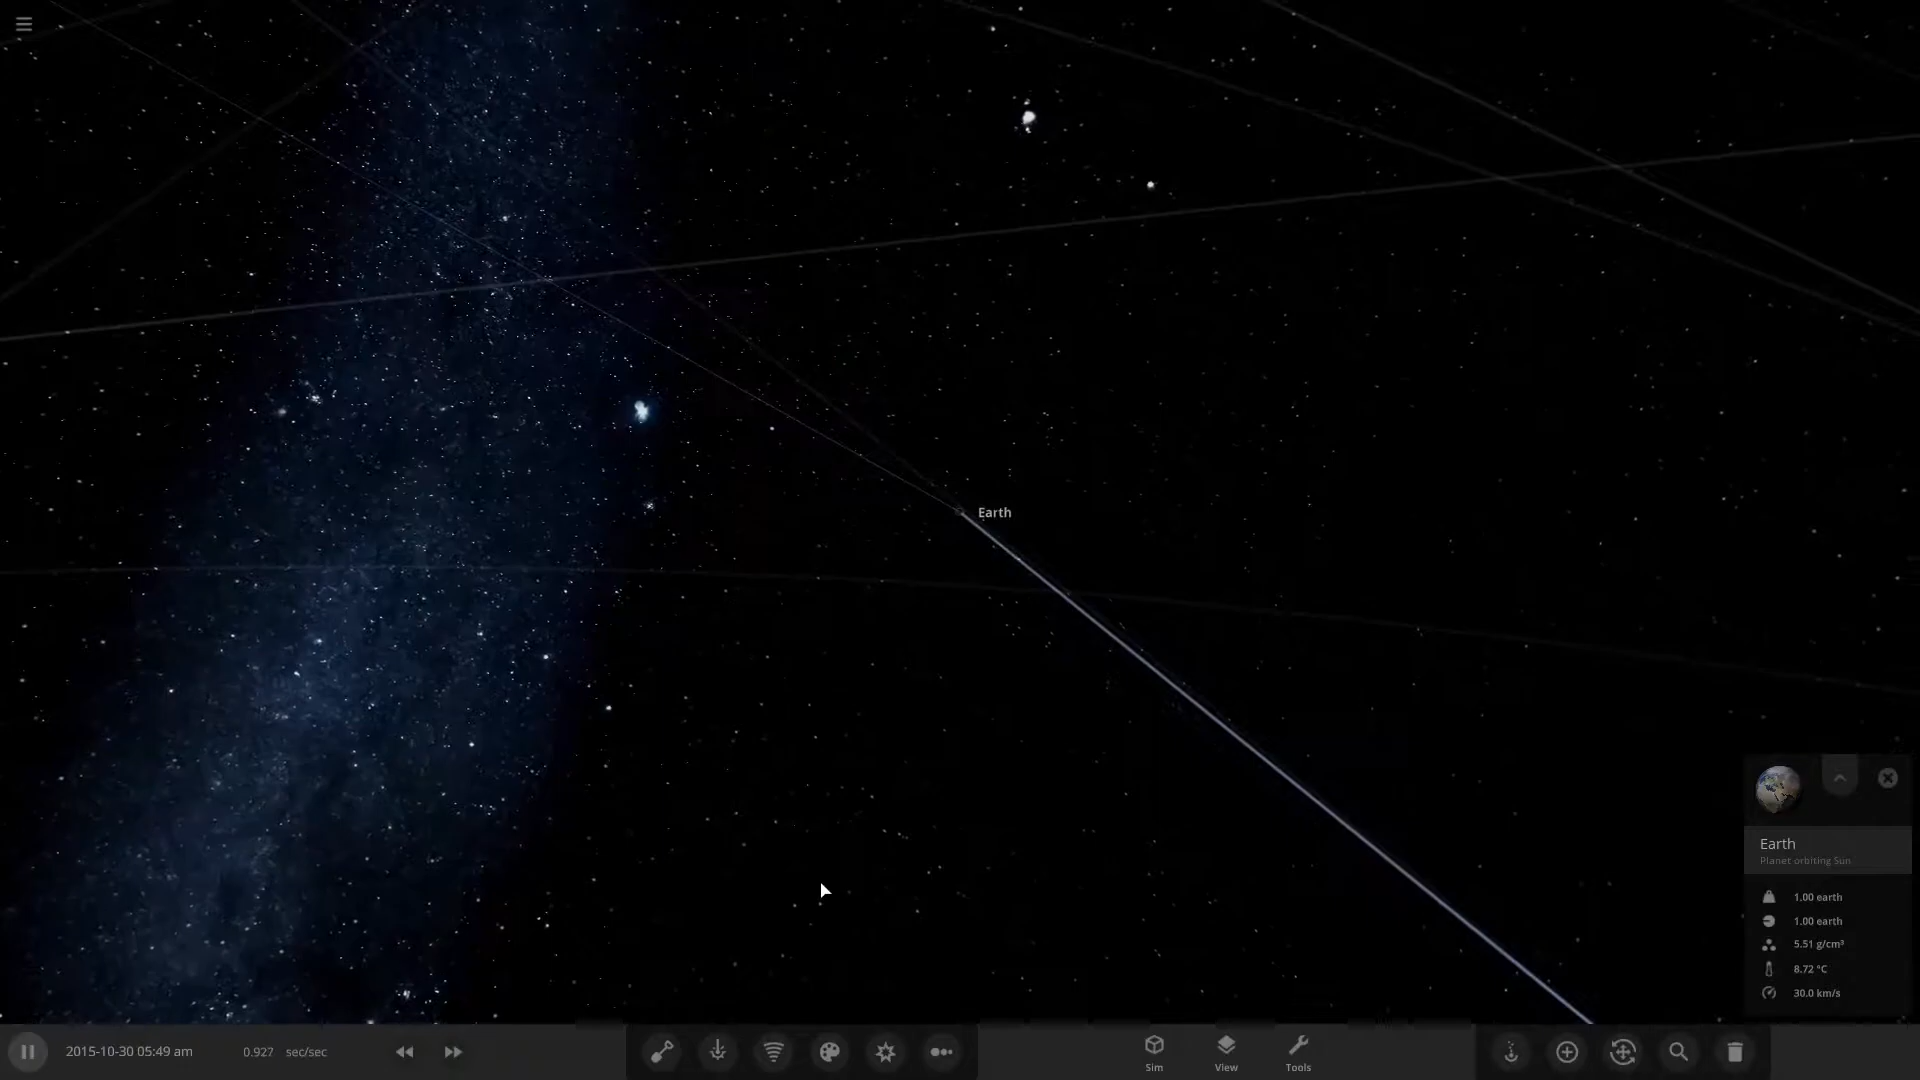 Earth
Earth
Planet orbiting Sun
1.00 earth
1.00 earth
5.51 g/cm³
8.72 °C
30.0 km/s
2015-10-30 05:49 am
0.927 sec/sec
Sim
View
Tools